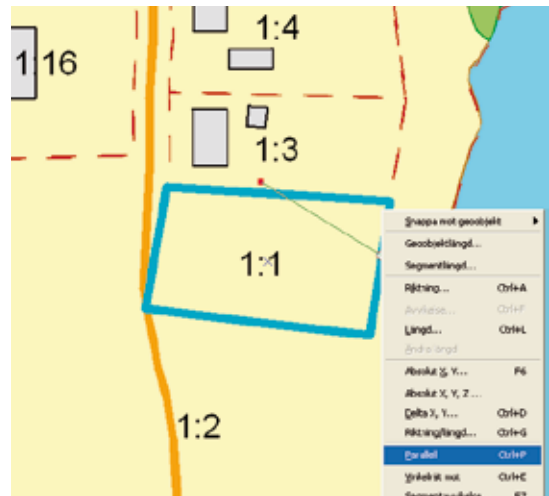 1:4
1:16
1:3
1:1
1:2
Snappa mot geoobjekt
Geoobjektlängd...
Segmentlängd...
Riktning... Ctrl+A
Avvikelse... Ctrl+F
Längd... Ctrl+L
Ändra längd
Absolut X, Y... F6
Absolut X, Y, Z...
Delta X, Y... Ctrl+D
Riktning/längd... Ctrl+G
Parallell Ctrl+P
Vinkelrät mot Ctrl+E
F7